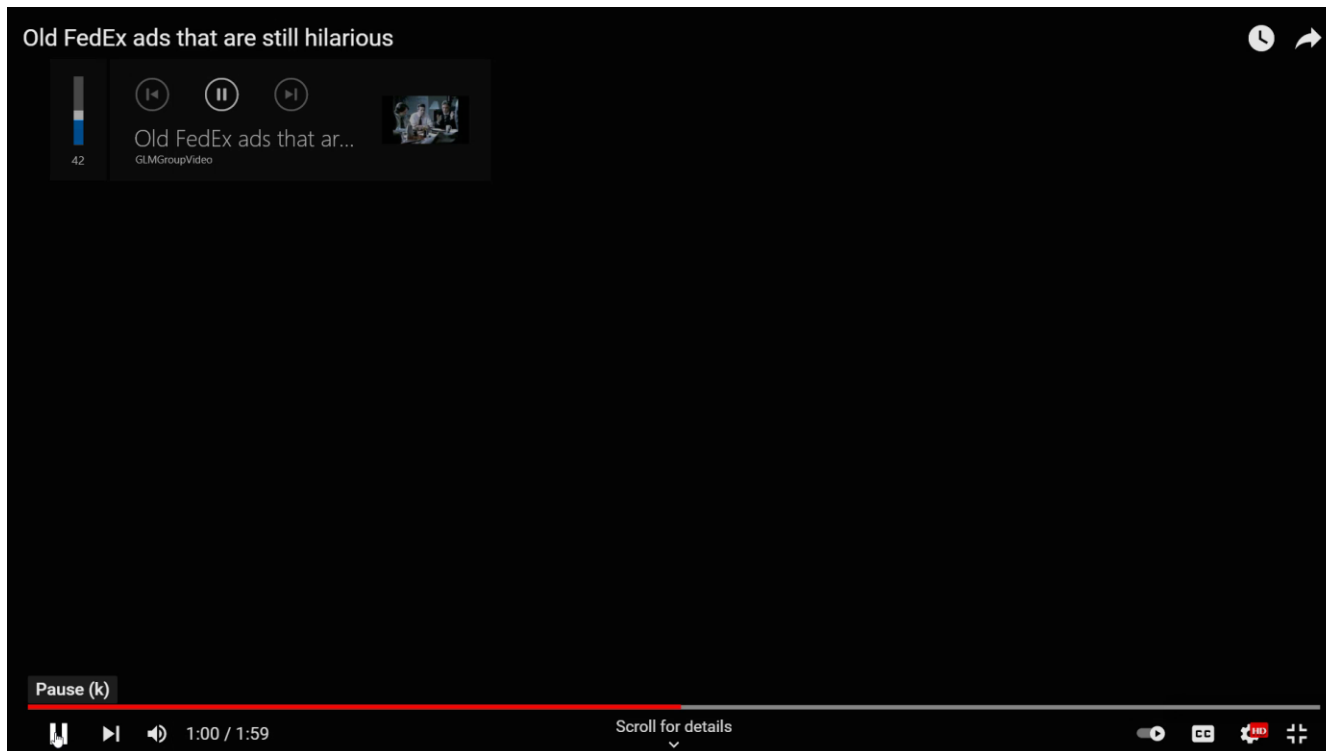 Old FedEx ads that are still hilarious
Old FedEx ads that ar...
42
GLMGroupVideo
Pause (k)
1:00 / 1:59
Scroll for details
CC
HD